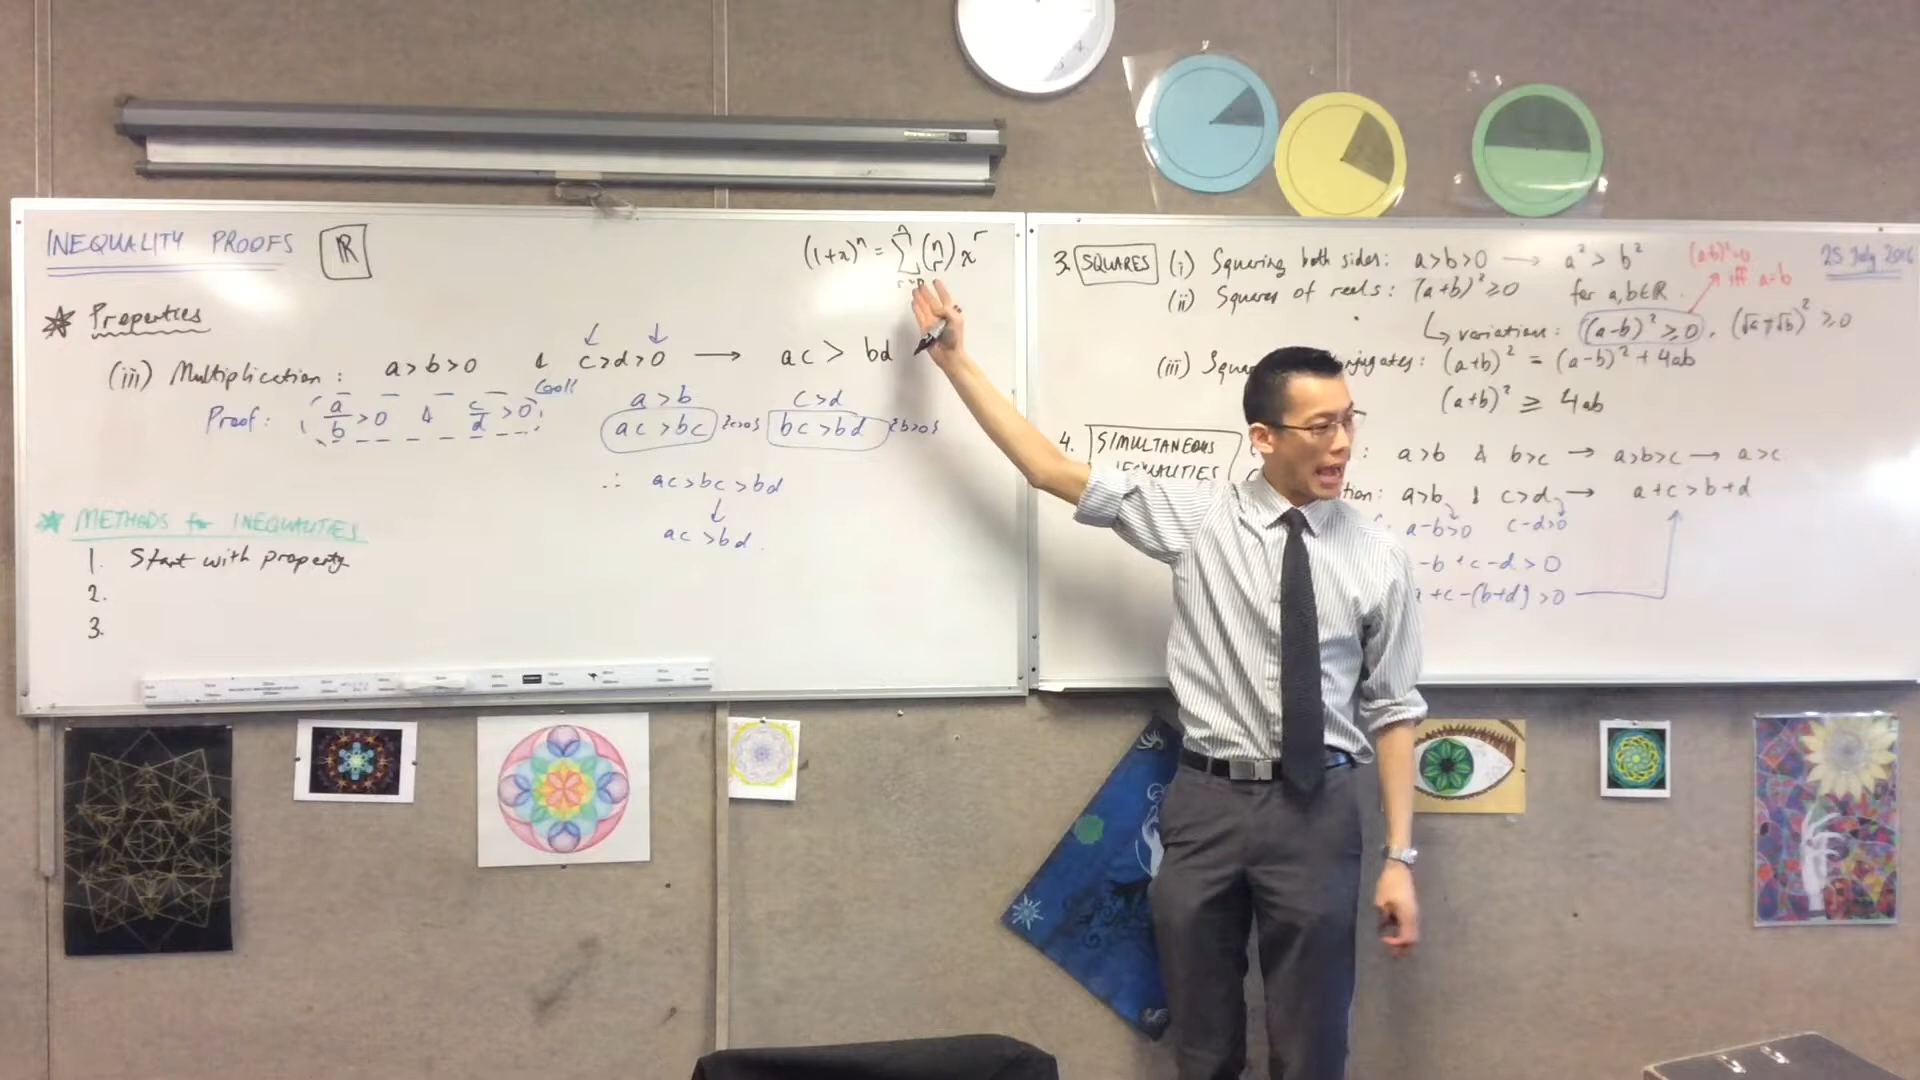 INEQUALITY PROOFS
ℝ
(1+x)ⁿ = Σ (n r) xʳ
★ Properties
(iii) Multiplication: a>b>0 & c>d>0 → ac > bd
Proof: a/b >0 & c/d >0
a>b c>d
ac>bc bc>bd
∴ ac>bc>bd
↓
ac>bd.
★ METHODS for INEQUALITIES
1. Start with property
2.
3.
25 July 2016
3. SQUARES (i) Squaring both sides: a>b>0 → a²>b²
(a-b)²=0
iff a=b
(ii) Squares of reals: (a+b)²≥0 for a,b∈ℝ.
↳ variations: (a-b)²≥0, (√a∓√b)²≥0
(iii) (a+b)² = (a-b)² + 4ab
(a+b)² ≥ 4ab
4. SIMULTANEOUS
: a>b & b>c → a>b>c → a>c
: a>b & c>d → a+c>b+d
a-b>0 c-d>0
-b+c-d>0
+c-(b+d)>0